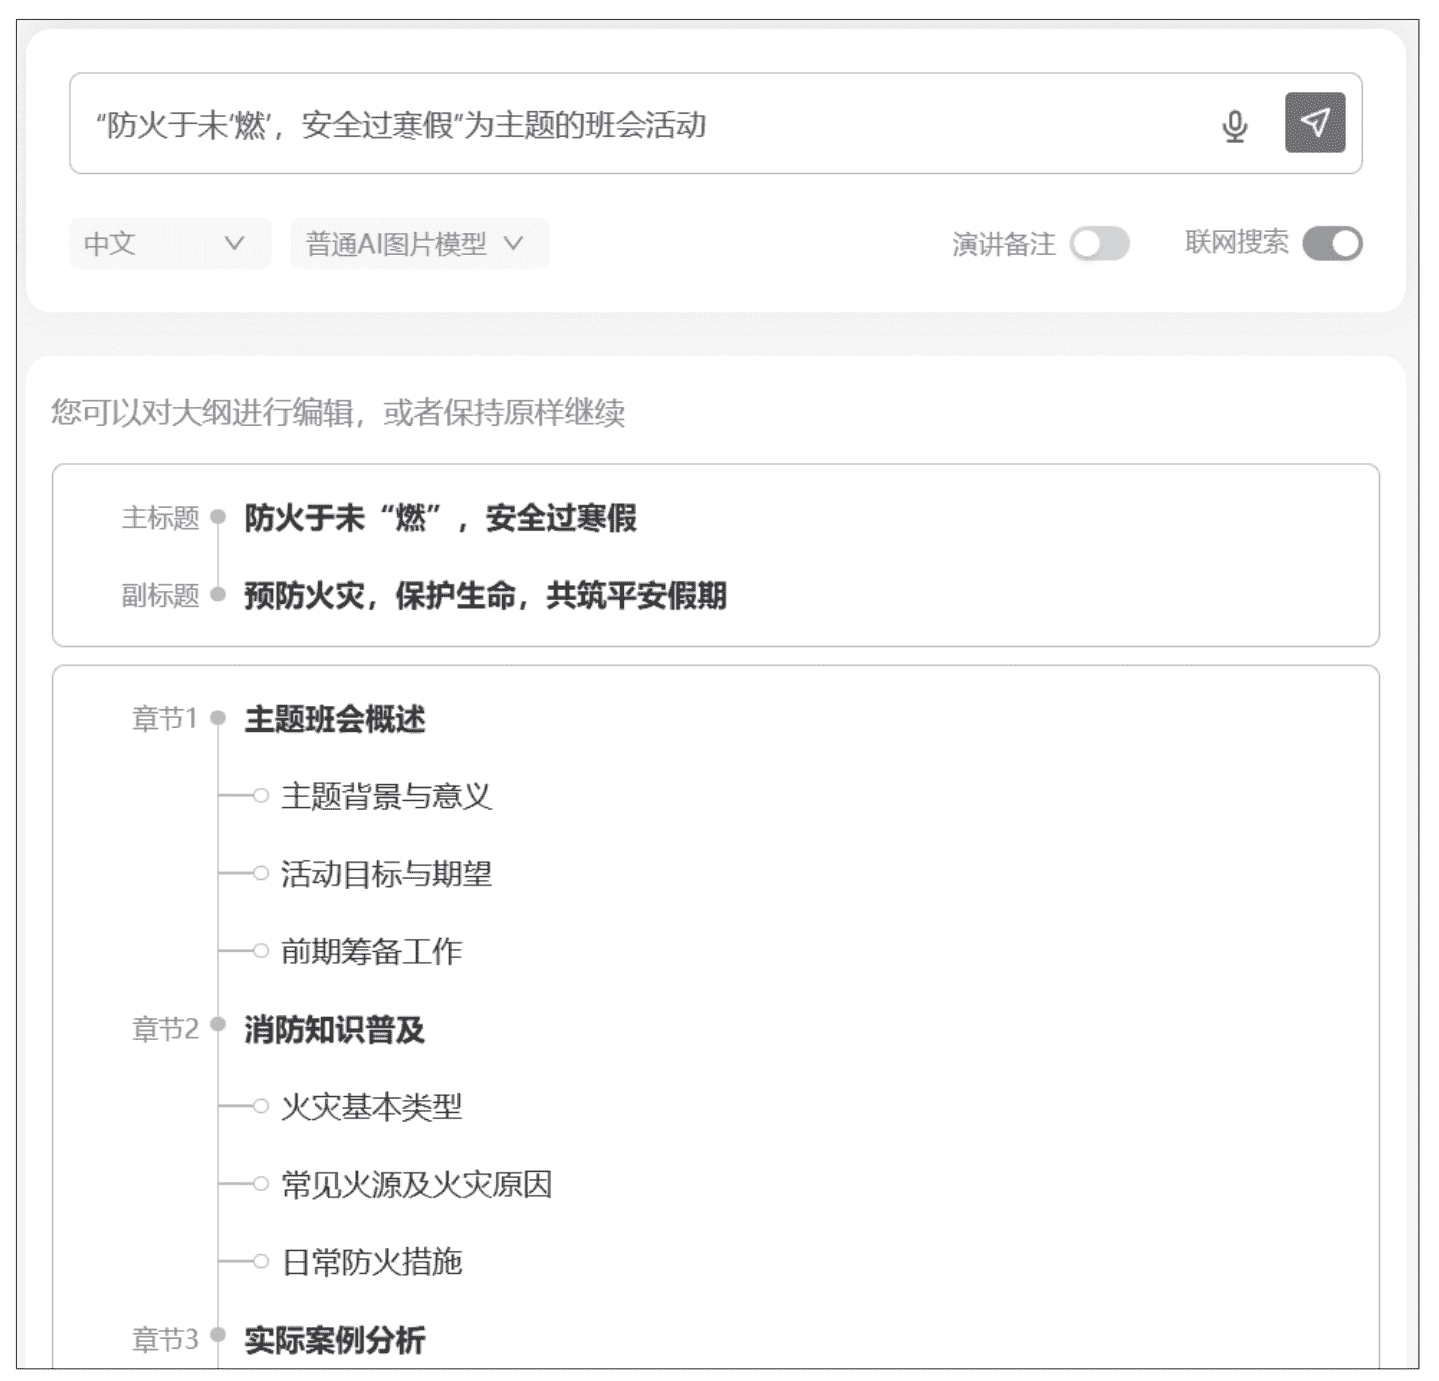 “防火于未‘燃’，安全过寒假”为主题的班会活动
中文 普通AI图片模型 演讲备注 联网搜索
您可以对大纲进行编辑，或者保持原样继续
主标题 防火于未“燃”，安全过寒假
副标题 预防火灾，保护生命，共筑平安假期
章节1 主题班会概述
主题背景与意义
活动目标与期望
前期筹备工作
章节2 消防知识普及
火灾基本类型
常见火源及火灾原因
日常防火措施
章节3 实际案例分析